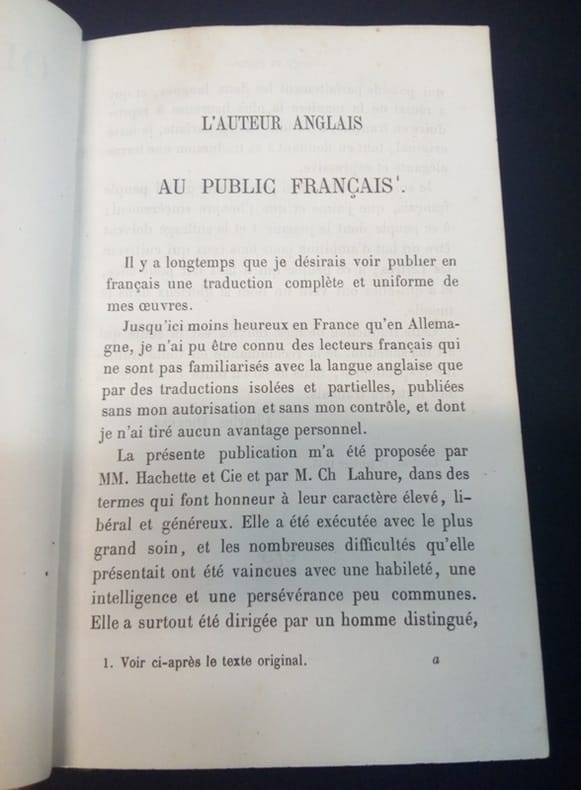 L'AUTEUR ANGLAIS
AU PUBLIC FRANÇAIS¹.
Il y a longtemps que je désirais voir publier en
français une traduction complète et uniforme de
mes œuvres.
Jusqu'ici moins heureux en France qu'en Allema-
gne, je n'ai pu être connu des lecteurs français qui
ne sont pas familiarisés avec la langue anglaise que
par des traductions isolées et partielles, publiées
sans mon autorisation et sans mon contrôle, et dont
je n'ai tiré aucun avantage personnel.
La présente publication m'a été proposée par
MM. Hachette et Cie et par M. Ch Lahure, dans des
termes qui font honneur à leur caractère élevé, li-
béral et généreux. Elle a été exécutée avec le plus
grand soin, et les nombreuses difficultés qu'elle
présentait ont été vaincues avec une habileté, une
intelligence et une persévérance peu communes.
Elle a surtout été dirigée par un homme distingué,
1. Voir ci-après le texte original. a